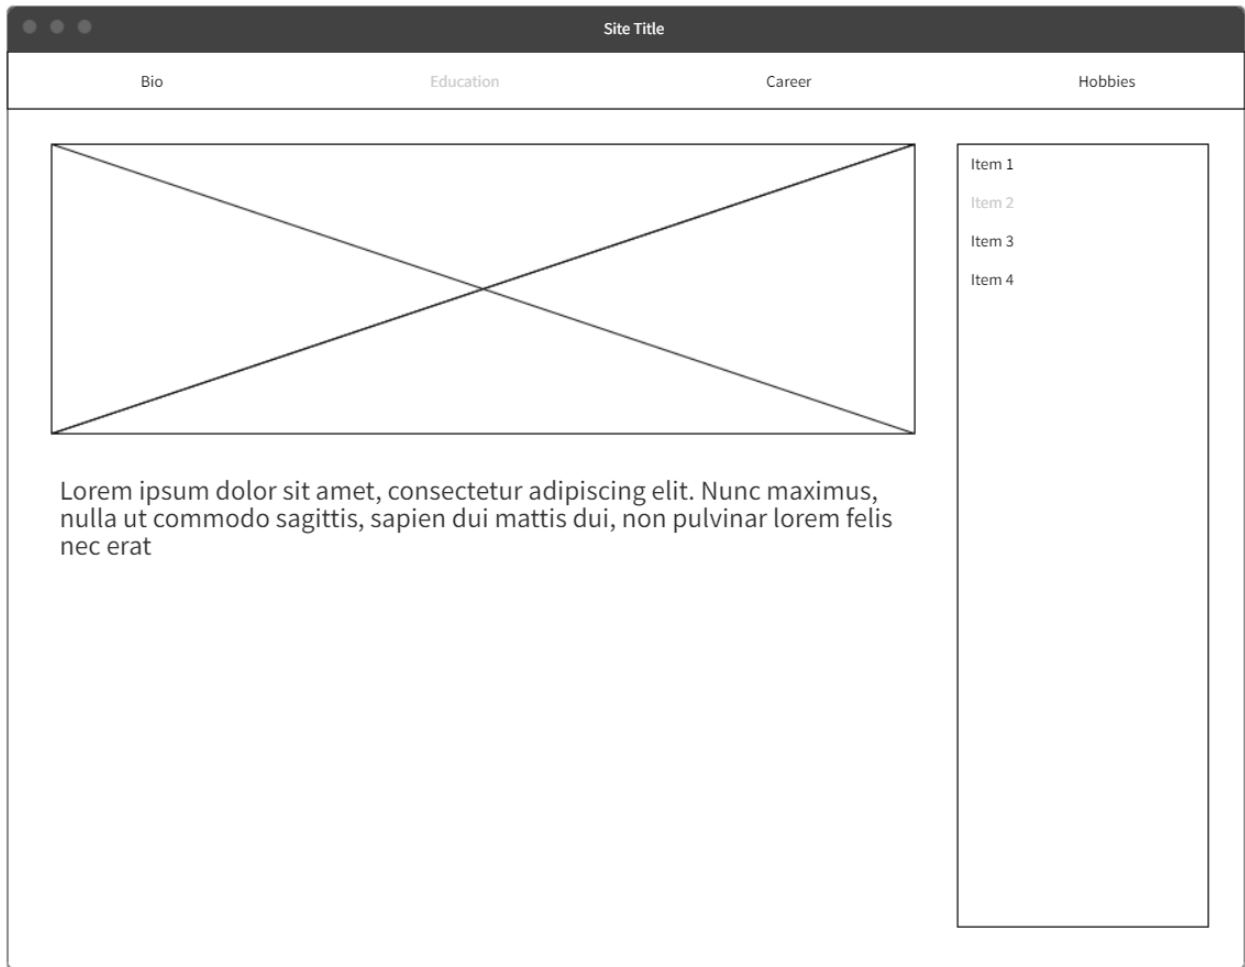 Site Title
Bio
Education
Career
Hobbies
Item 1
Item 2
Item 3
Item 4
Lorem ipsum dolor sit amet, consectetur adipiscing elit. Nunc maximus,
nulla ut commodo sagittis, sapien dui mattis dui, non pulvinar lorem felis
nec erat